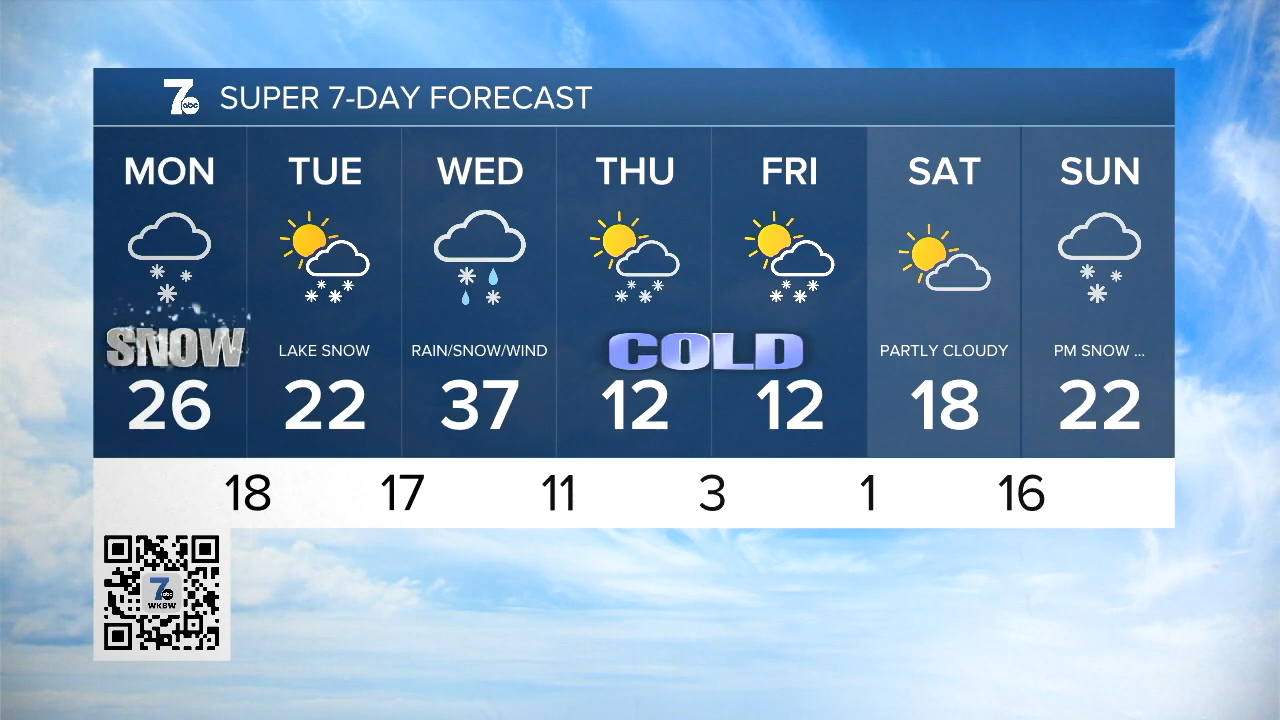 7 abc SUPER 7-DAY FORECAST
MON TUE WED THU FRI SAT SUN
SNOW LAKE SNOW RAIN/SNOW/WIND COLD PARTLY CLOUDY PM SNOW ...
26 22 37 12 12 18 22
18 17 11 3 1 16
7 abc
WKBW